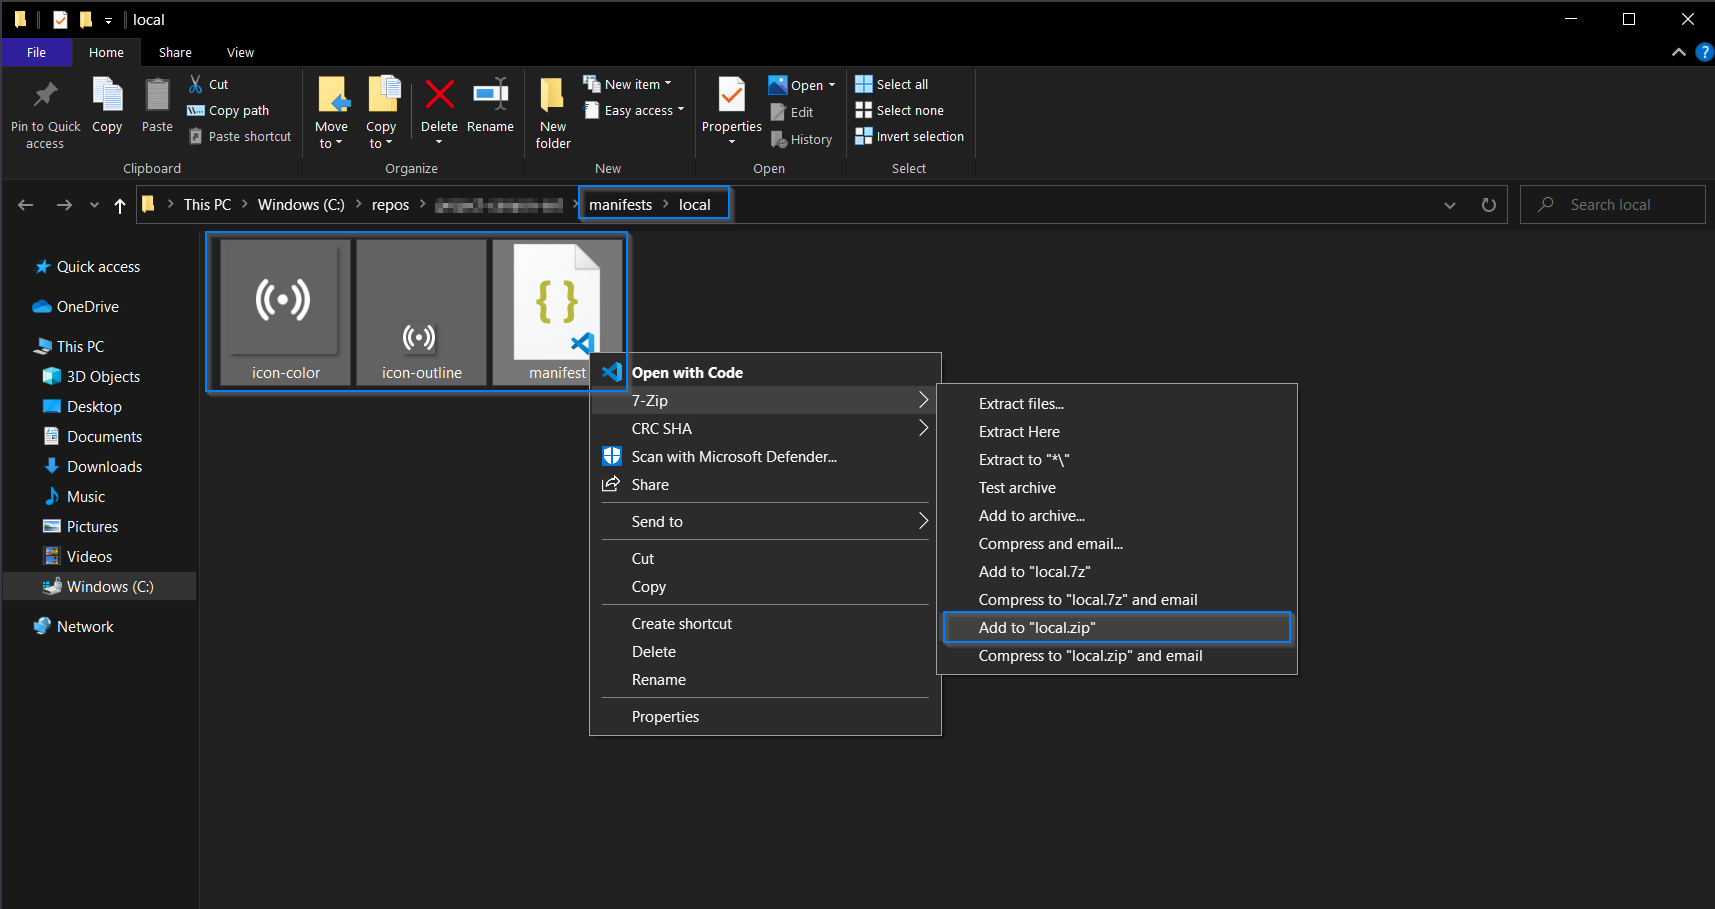 local
File
Home
Share
View
Pin to Quick
access
Copy
Paste
Cut
Copy path
Paste shortcut
Clipboard
Move
to
Copy
to
Delete
Rename
Organize
New
folder
New item
Easy access
New
Properties
Open
Edit
History
Open
Select all
Select none
Invert selection
Select
This PC
Windows (C:)
repos
manifests
local
Search local
Quick access
OneDrive
This PC
3D Objects
Desktop
Documents
Downloads
Music
Pictures
Videos
Windows (C:)
Network
icon-color
icon-outline
manifest
Open with Code
7-Zip
CRC SHA
Scan with Microsoft Defender...
Share
Send to
Cut
Copy
Create shortcut
Delete
Rename
Properties
Extract files...
Extract Here
Extract to "*\"
Test archive
Add to archive...
Compress and email...
Add to "local.7z"
Compress to "local.7z" and email
Add to "local.zip"
Compress to "local.zip" and email